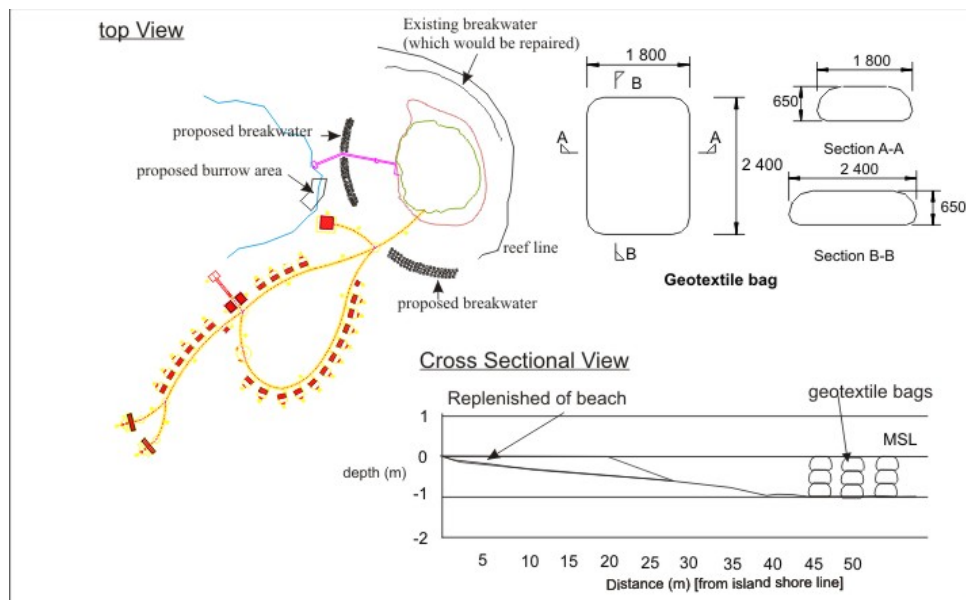 top View
Existing breakwater
(which would be repaired)
proposed breakwater
proposed burrow area
reef line
proposed breakwater
1 800
B
A
A
2 400
B
Geotextile bag
1 800
650
Section A-A
2 400
650
Section B-B
Cross Sectional View
Replenished of beach
geotextile bags
MSL
depth (m)
1
0
-1
-2
5 10 15 20 25 30 35 40 45 50
Distance (m) [from island shore line]